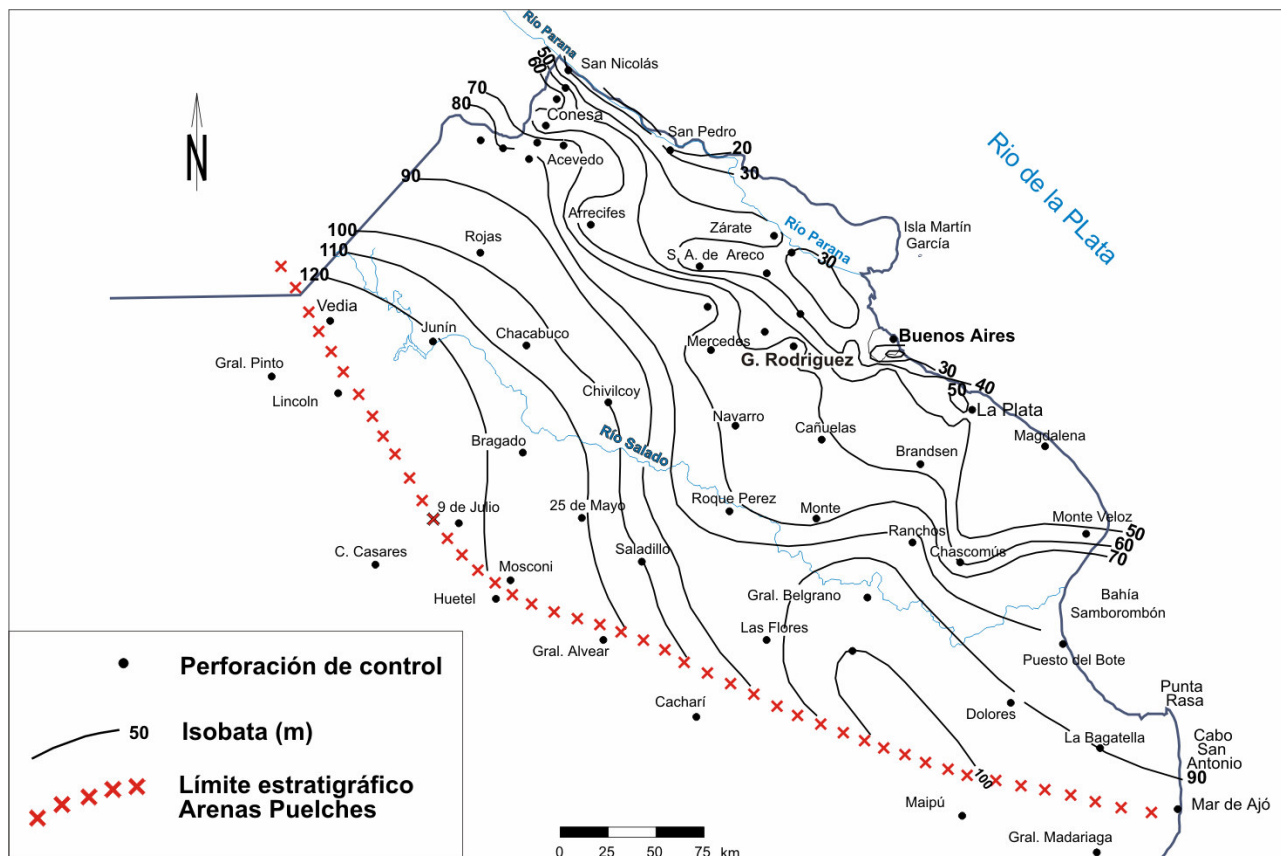 Río Parana
50
60
San Nicolás
70
80
Conesa
San Pedro
20
30
Acevedo
N
90
Rio de la PLata
Arrecifes
Zárate
Río Parana
Isla Martín
García
100
Rojas
110
S. A. de Areco
30
120
Vedia
Junín
Chacabuco
Mercedes
Buenos Aires
G. Rodriguez
Gral. Pinto
30
40
50
Lincoln
Chivilcoy
La Plata
Navarro
Cañuelas
Magdalena
Río Salado
Bragado
Brandsen
9 de Julio
25 de Mayo
Roque Perez
Monte
Monte Veloz
50
60
70
Ranchos
Chascomús
C. Casares
Saladillo
Mosconi
Huetel
Gral. Belgrano
Bahía
Samborombón
Las Flores
Gral. Alvear
Puesto del Bote
Cacharí
Punta
Rasa
Dolores
La Bagatella
Cabo
San
Antonio
90
100
Maipú
Mar de Ajó
Gral. Madariaga
Perforación de control
50
Isobata (m)
Límite estratigráfico
Arenas Puelches
0 25 50 75 km